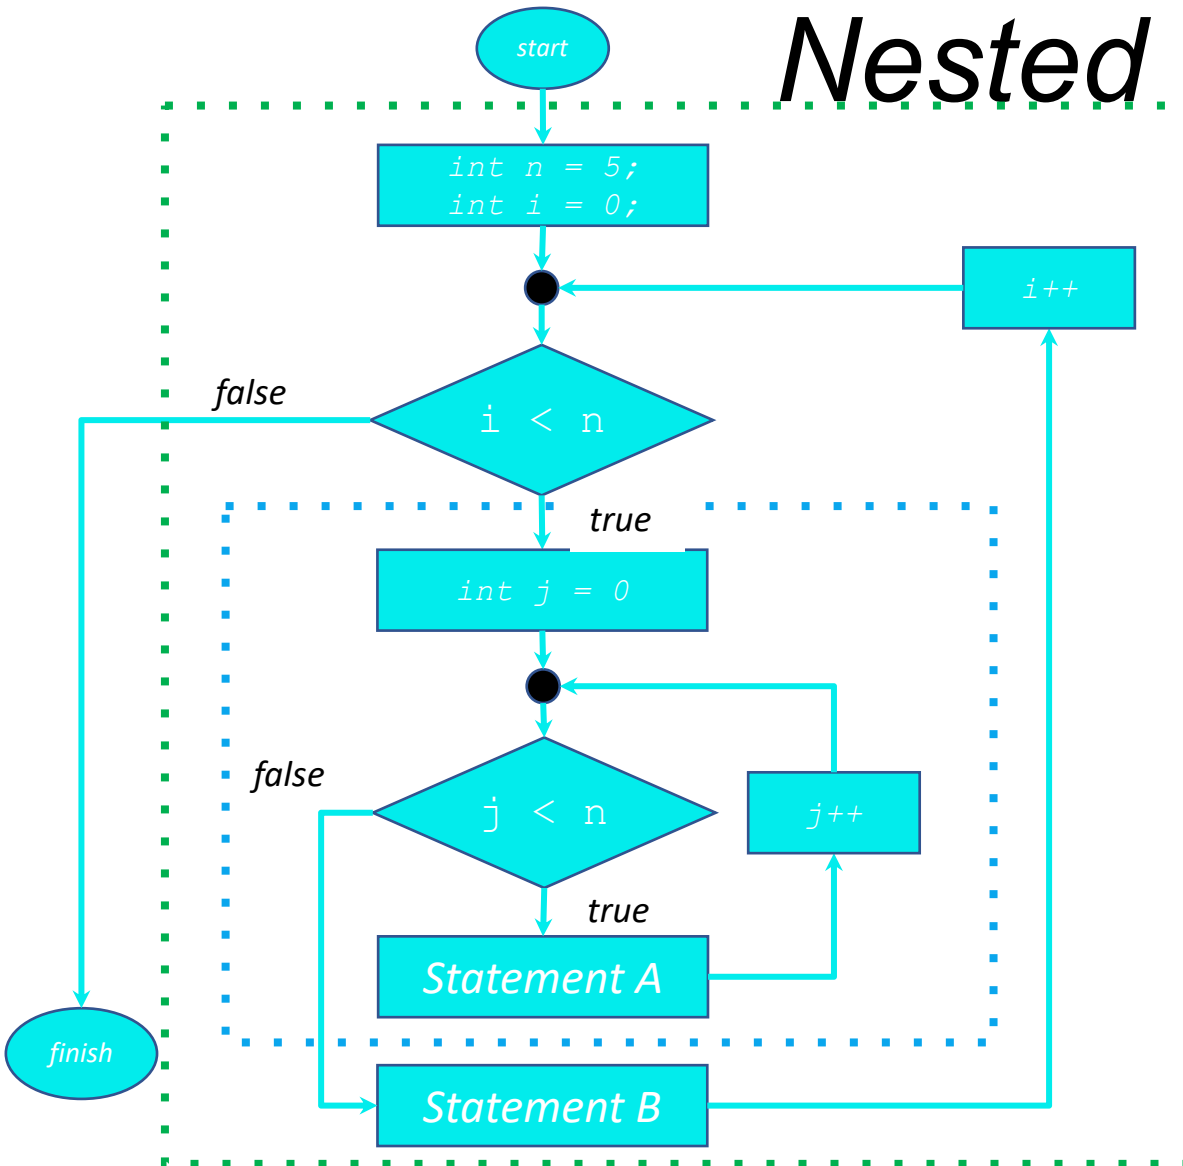 Nested
start
int n = 5;
int i = 0;
i++
false
i < n
true
int j = 0
false
j < n
j++
true
Statement A
finish
Statement B